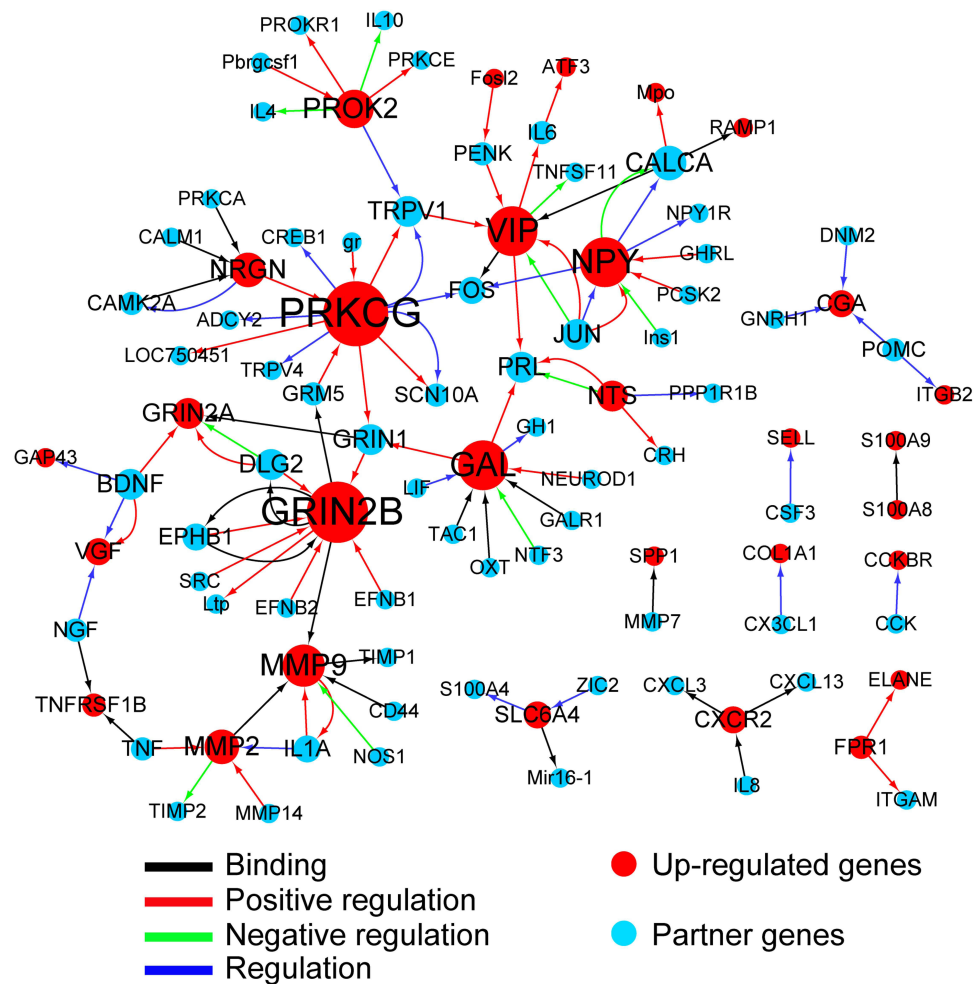 PROKR1
IL10
Pbrgcsf1
PRKCE
IL4
PROK2
Fosl2
ATF3
Mpo
RAMP1
PENK
IL6
TNFSF11
CALCA
PRKCA
TRPV1
VIP
NPY1R
DNM2
CALM1
CREB1
gr
NPY
GHRL
NRGN
CAMK2A
PRKCG
FOS
PCSK2
CGA
ADCY2
JUN
Ins1
GNRH1
POMC
LOC750451
TRPV4
GRM5
SCN10A
PRL
NTS
PPP1R1B
ITGB2
GRIN2A
GRIN1
GH1
CRH
SELL
S100A9
GAP43
BDNF
DLG2
GAL
LIF
NEUROD1
CSF3
S100A8
GRIN2B
EPHB1
TAC1
GALR1
VGF
SRC
OXT
NTF3
SPP1
COL1A1
CCKBR
Ltp
EFNB2
EFNB1
NGF
MMP7
CX3CL1
CCK
MMP9
TIMP1
TNFRSF1B
CD44
S100A4
ZIC2
CXCL3
CXCL13
ELANE
SLC6A4
CXCR2
TNF
MMP2
IL1A
NOS1
FPR1
Mir16-1
IL8
ITGAM
TIMP2
MMP14
Binding
Up-regulated genes
Positive regulation
Negative regulation
Partner genes
Regulation